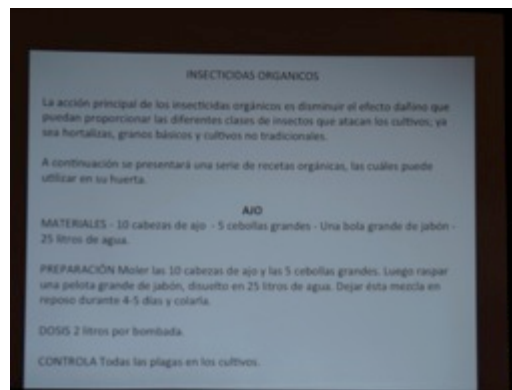 INSECTICIDAS ORGANICOS
La acción principal de los insecticidas orgánicos es disminuir el efecto dañino que
puedan proporcionar las diferentes clases de insectos que atacan los cultivos; ya
sea hortalizas, granos básicos y cultivos no tradicionales.
A continuación se presentará una serie de recetas orgánicas, las cuáles puede
utilizar en su huerta.
AJO
MATERIALES - 10 cabezas de ajo - 5 cebollas grandes - Una bola grande de jabón -
25 litros de agua.
PREPARACIÓN Moler las 10 cabezas de ajo y las 5 cebollas grandes. Luego raspar
una pelota grande de jabón, disuelto en 25 litros de agua. Dejar ésta mezcla en
reposo durante 4-5 días y colarla.
DOSIS 2 litros por bombada.
CONTROLA Todas las plagas en los cultivos.